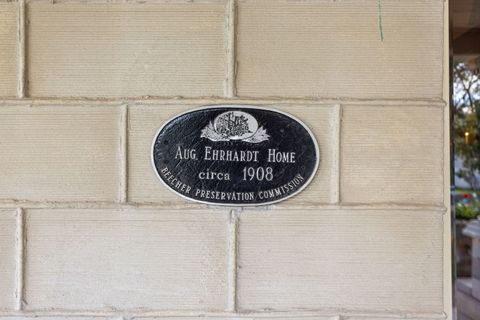 Aug. Ehrhardt Home
circa 1908
Beecher Preservation Commission